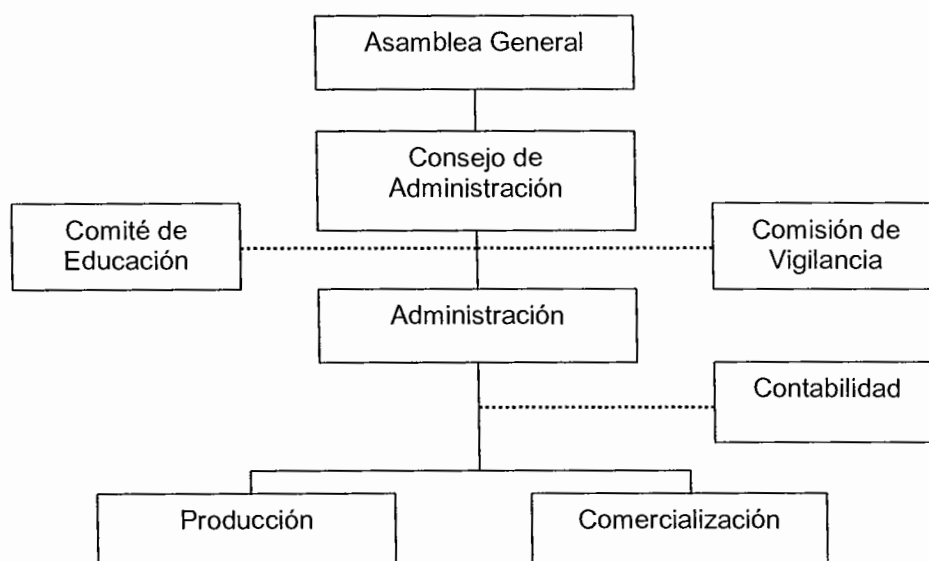 Asamblea General
Consejo de
Administración
Comité de
Educación
Comisión de
Vigilancia
Administración
Contabilidad
Producción
Comercialización